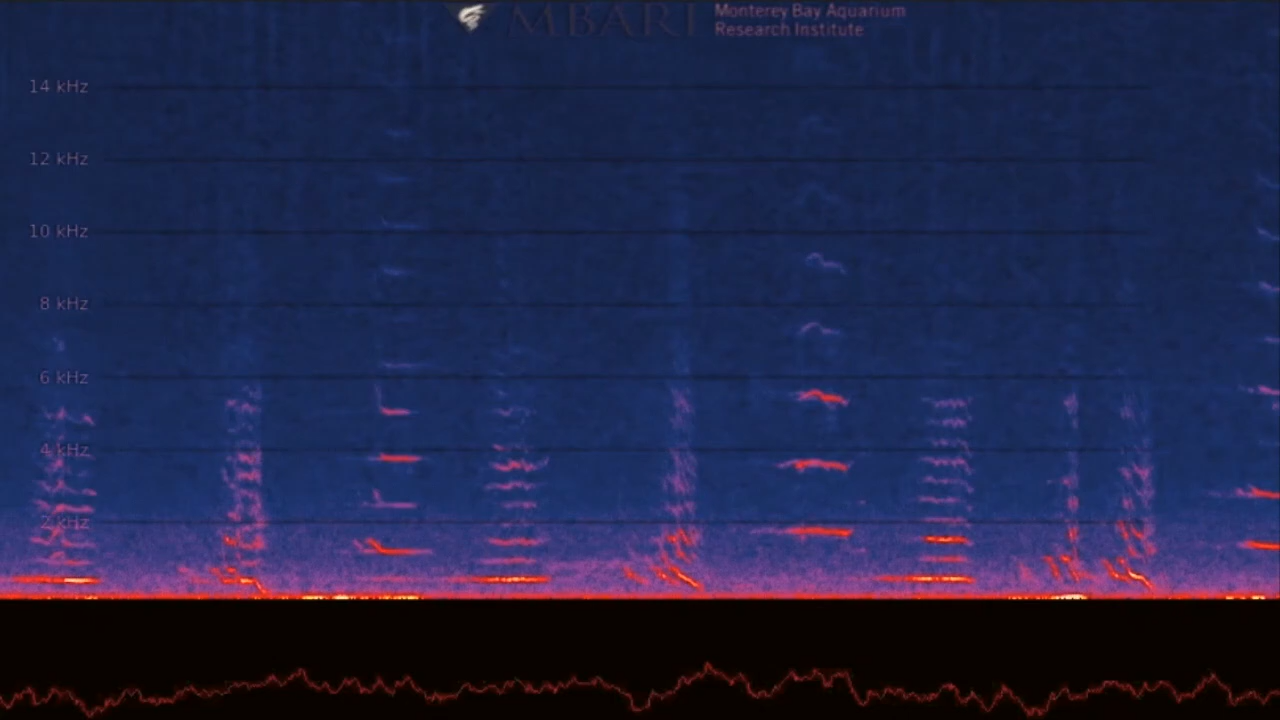 MBARI
Monterey Bay Aquarium
Research Institute
14 kHz
12 kHz
10 kHz
8 kHz
6 kHz
4 kHz
2 kHz